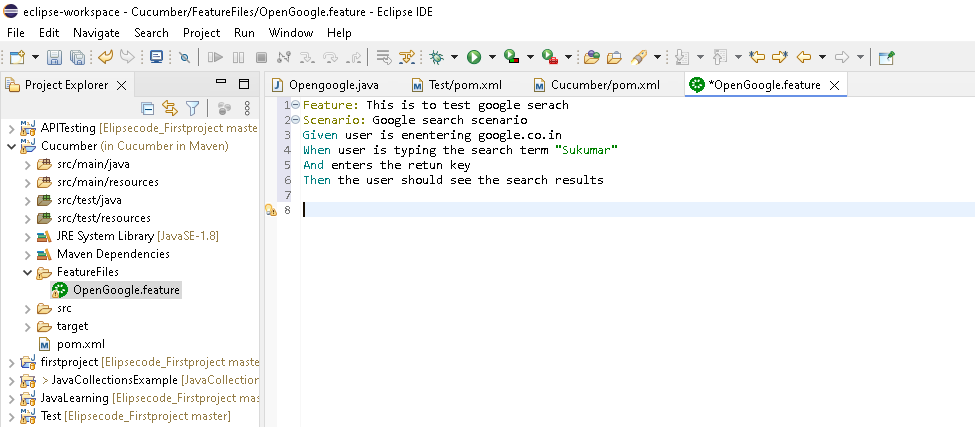 eclipse-workspace - Cucumber/FeatureFiles/OpenGoogle.feature - Eclipse IDE
File Edit Navigate Search Project Run Window Help
Project Explorer
Opengoogle.java Test/pom.xml Cucumber/pom.xml *OpenGoogle.feature
APITesting [Elipsecode_Firstproject maste
Cucumber (in Cucumber in Maven)
src/main/java
src/main/resources
src/test/java
src/test/resources
JRE System Library [JavaSE-1.8]
Maven Dependencies
FeatureFiles
OpenGoogle.feature
src
target
pom.xml
firstproject [Elipsecode_Firstproject maste
> JavaCollectionsExample [JavaCollection
JavaLearning [Elipsecode_Firstproject mas
Test [Elipsecode_Firstproject master]
1 Feature: This is to test google serach
2 Scenario: Google search scenario
3 Given user is enentering google.co.in
4 When user is typing the search term "Sukumar"
5 And enters the retun key
6 Then the user should see the search results
7
8